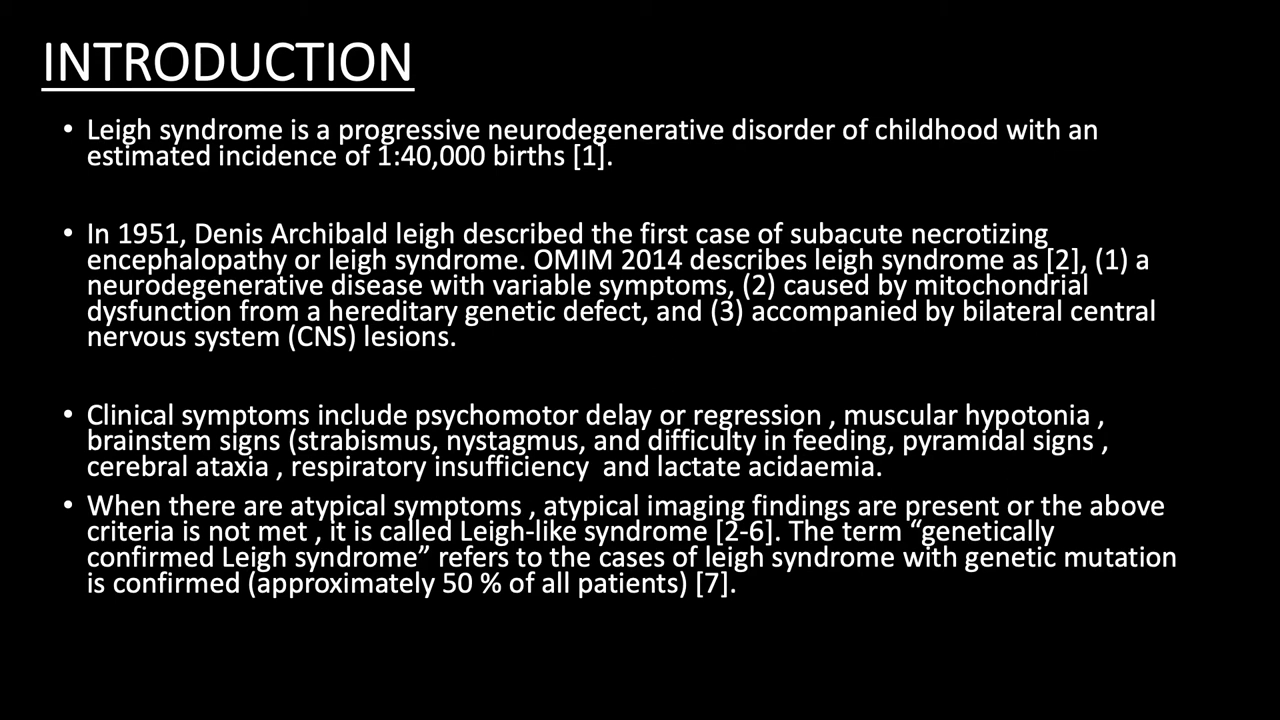 INTRODUCTION
• Leigh syndrome is a progressive neurodegenerative disorder of childhood with an
estimated incidence of 1:40,000 births [1].
• In 1951, Denis Archibald leigh described the first case of subacute necrotizing
encephalopathy or leigh syndrome. OMIM 2014 describes leigh syndrome as [2], (1) a
neurodegenerative disease with variable symptoms, (2) caused by mitochondrial
dysfunction from a hereditary genetic defect, and (3) accompanied by bilateral central
nervous system (CNS) lesions.
• Clinical symptoms include psychomotor delay or regression , muscular hypotonia ,
brainstem signs (strabismus, nystagmus, and difficulty in feeding, pyramidal signs ,
cerebral ataxia , respiratory insufficiency  and lactate acidaemia.
• When there are atypical symptoms , atypical imaging findings are present or the above
criteria is not met , it is called Leigh-like syndrome [2-6]. The term “genetically
confirmed Leigh syndrome” refers to the cases of leigh syndrome with genetic mutation
is confirmed (approximately 50 % of all patients) [7].